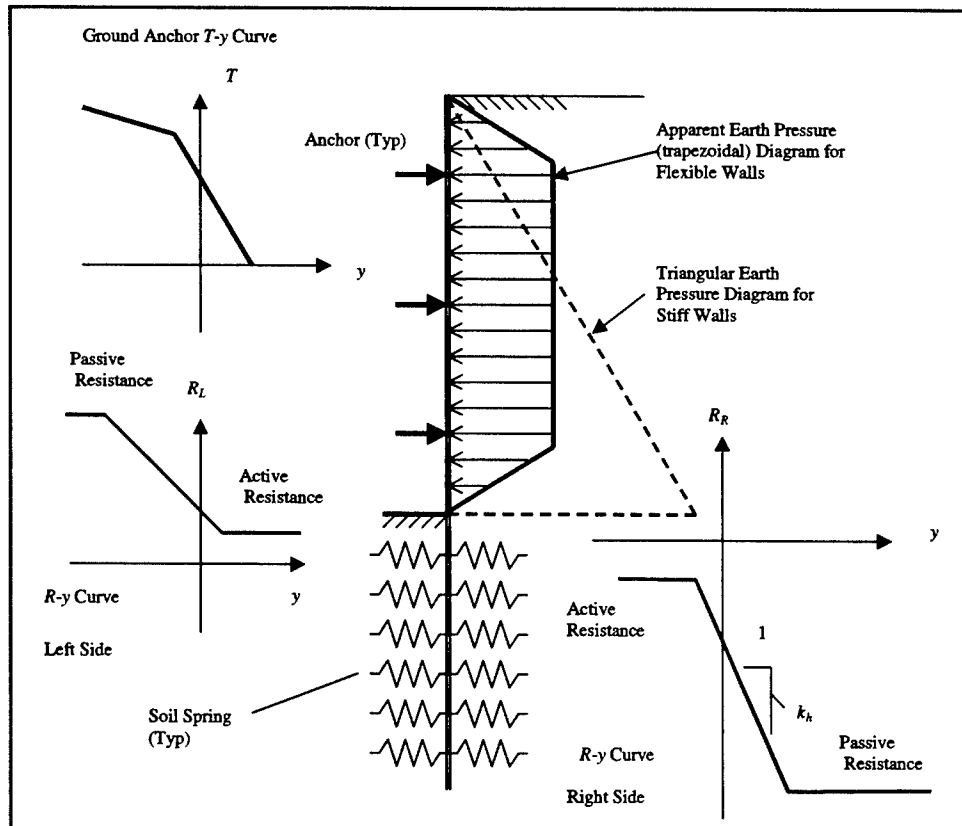 Ground Anchor T-y Curve
T
y
Anchor (Typ)
Apparent Earth Pressure
(trapezoidal) Diagram for
Flexible Walls
Triangular Earth
Pressure Diagram for
Stiff Walls
Passive
Resistance
R_L
Active
Resistance
y
R-y Curve
Left Side
Soil Spring
(Typ)
R_R
y
Active
Resistance
1
k_h
Passive
Resistance
R-y Curve
Right Side